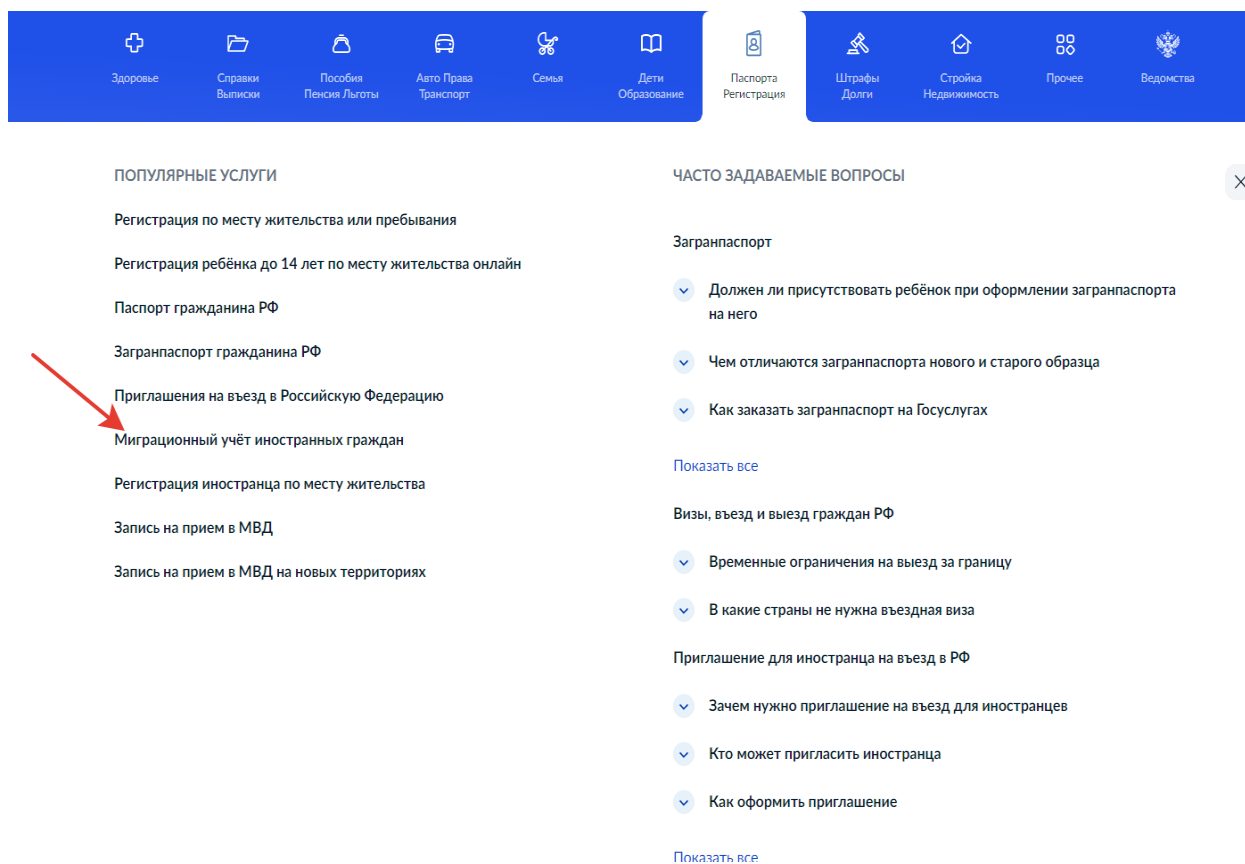 Здоровье
Справки
Выписки
Пособия
Пенсия Льготы
Авто Права
Транспорт
Семья
Дети
Образование
Паспорта
Регистрация
Штрафы
Долги
Стройка
Недвижимость
Прочее
Ведомства
ПОПУЛЯРНЫЕ УСЛУГИ
Регистрация по месту жительства или пребывания
Регистрация ребёнка до 14 лет по месту жительства онлайн
Паспорт гражданина РФ
Загранпаспорт гражданина РФ
Приглашения на въезд в Российскую Федерацию
Миграционный учёт иностранных граждан
Регистрация иностранца по месту жительства
Запись на прием в МВД
Запись на прием в МВД на новых территориях
ЧАСТО ЗАДАВАЕМЫЕ ВОПРОСЫ
Загранпаспорт
Должен ли присутствовать ребёнок при оформлении загранпаспорта
на него
Чем отличаются загранпаспорта нового и старого образца
Как заказать загранпаспорт на Госуслугах
Показать все
Визы, въезд и выезд граждан РФ
Временные ограничения на выезд за границу
В какие страны не нужна въездная виза
Приглашение для иностранца на въезд в РФ
Зачем нужно приглашение на въезд для иностранцев
Кто может пригласить иностранца
Как оформить приглашение
Показать все